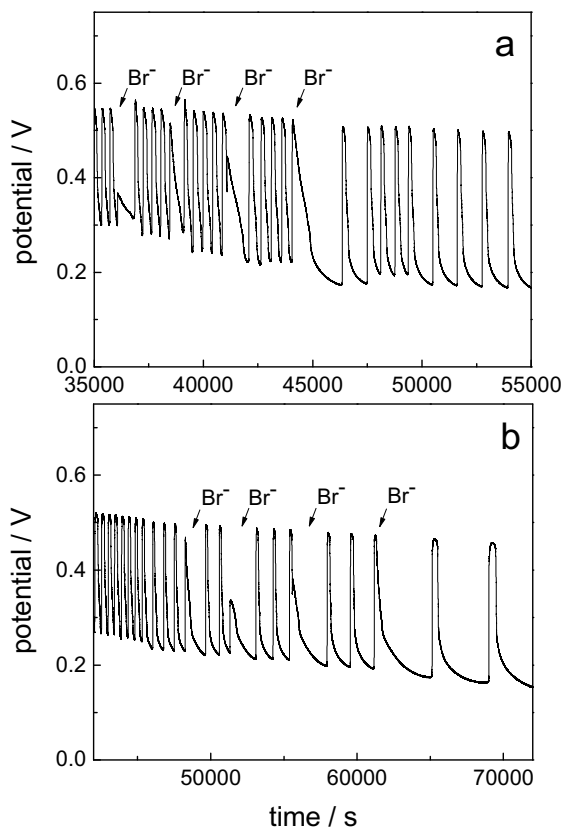 a
Br⁻ Br⁻ Br⁻ Br⁻
0.6
0.4
0.2
0.0
potential / V
35000 40000 45000 50000 55000
b
Br⁻ Br⁻ Br⁻ Br⁻
0.6
0.4
0.2
0.0
potential / V
50000 60000 70000
time / s